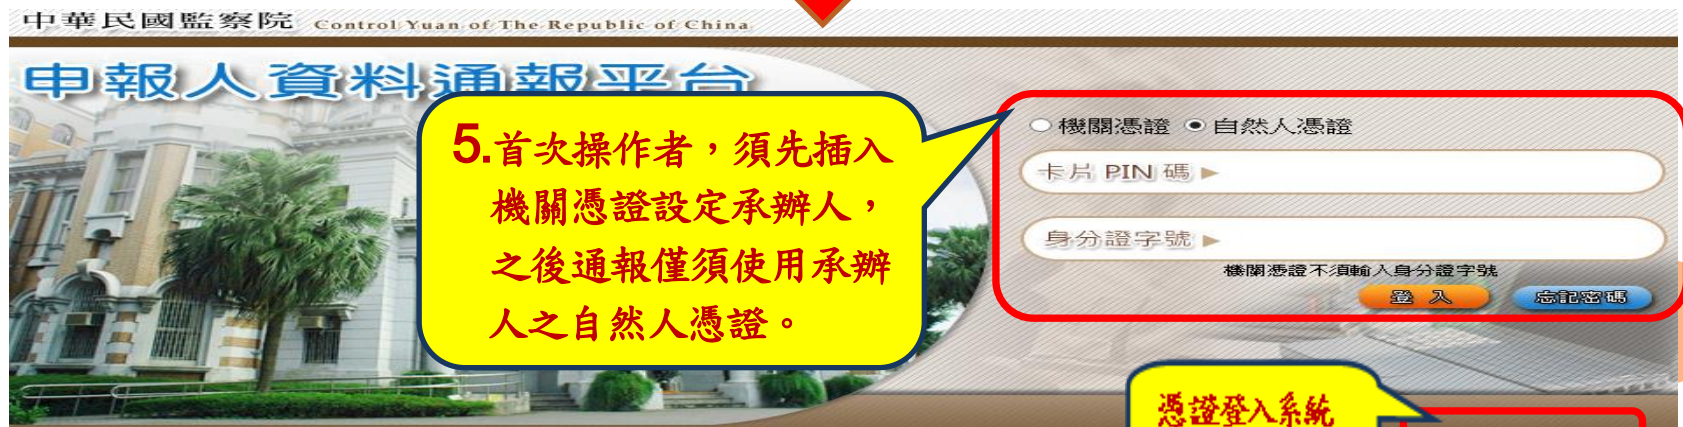 中華民國監察院 Control Yuan of The Republic of China
申報人資料通報平台
5.首次操作者，須先插入
機關憑證設定承辦人，
之後通報僅須使用承辦
人之自然人憑證。
機關憑證 自然人憑證
卡片 PIN 碼
身分證字號
機關憑證不須輸入身分證字號
登入 忘記密碼
憑證登入系統